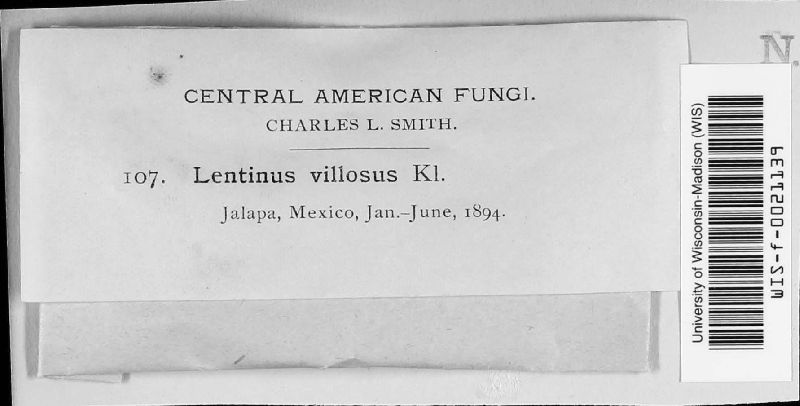 CENTRAL AMERICAN FUNGI.
CHARLES L. SMITH.
107. Lentinus villosus Kl.
Jalapa, Mexico, Jan.–June, 1894.
N.
University of Wisconsin-Madison (WIS)
WIS-f-0021139